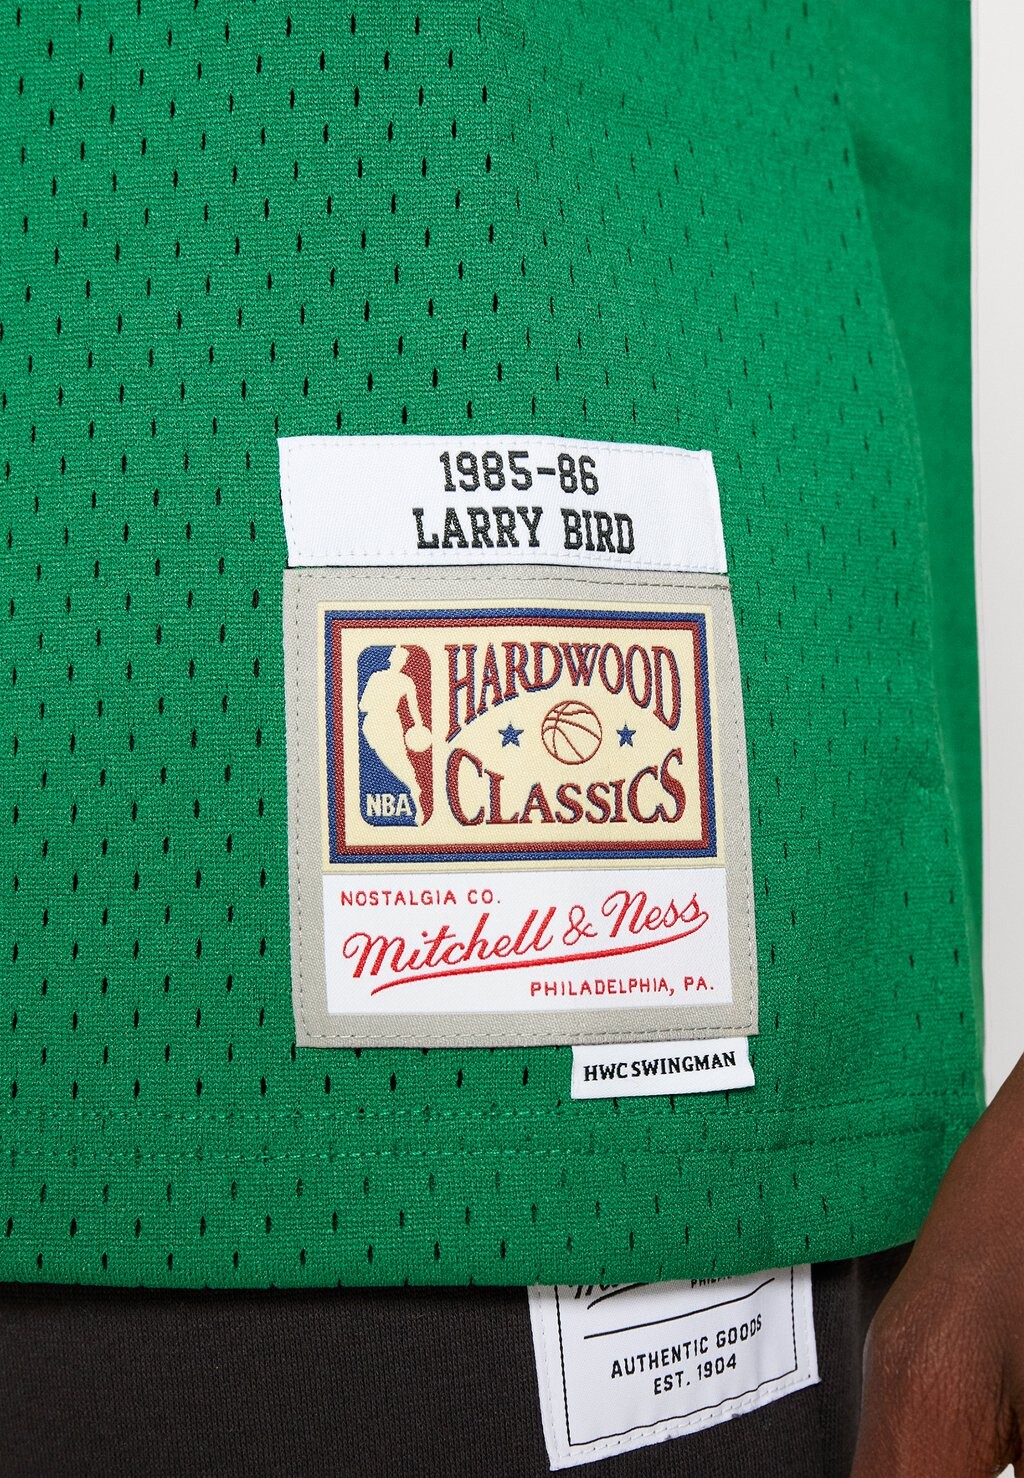 1985-86
LARRY BIRD
HARDWOOD
CLASSICS
NBA
NOSTALGIA CO.
Mitchell & Ness
PHILADELPHIA, PA.
HWC SWINGMAN
AUTHENTIC GOODS
EST. 1904